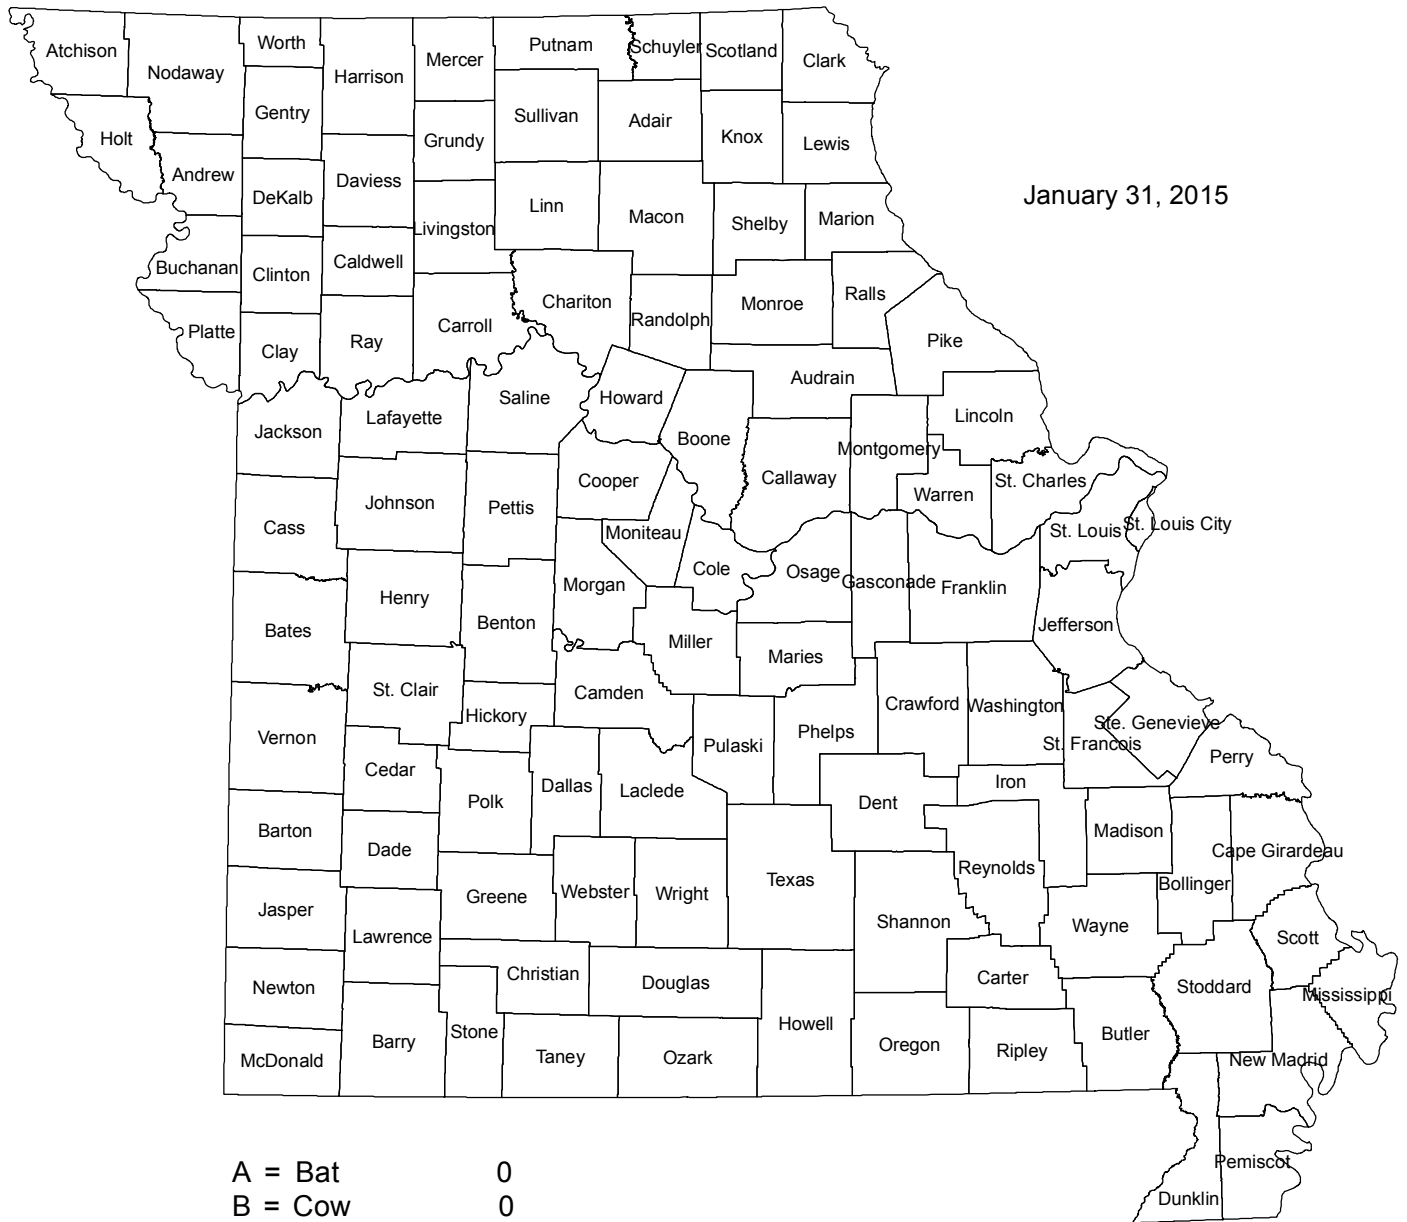 Atchison
Nodaway
Worth
Harrison
Mercer
Putnam
Schuyler
Scotland
Clark
Gentry
Holt
Andrew
DeKalb
Daviess
Grundy
Sullivan
Adair
Knox
Lewis
January 31, 2015
Livingston
Linn
Macon
Shelby
Marion
Buchanan
Clinton
Caldwell
Chariton
Randolph
Monroe
Ralls
Platte
Clay
Ray
Carroll
Pike
Audrain
Saline
Howard
Lafayette
Jackson
Boone
Lincoln
Montgomery
Callaway
Cooper
Warren
St. Charles
Johnson
Pettis
Cass
Moniteau
St. Louis
St. Louis City
Cole
Osage
Gasconade
Franklin
Morgan
Henry
Benton
Bates
Miller
Maries
Jefferson
St. Clair
Camden
Hickory
Vernon
Pulaski
Phelps
Crawford
Washington
Ste. Genevieve
St. Francois
Perry
Cedar
Polk
Dallas
Laclede
Dent
Iron
Barton
Dade
Madison
Cape Girardeau
Reynolds
Bollinger
Greene
Webster
Wright
Texas
Jasper
Lawrence
Shannon
Wayne
Scott
Christian
Douglas
Carter
Stoddard
Mississippi
Newton
Stone
Howell
Butler
McDonald
Barry
Taney
Ozark
Oregon
Ripley
New Madrid
Pemiscot
Dunklin
A = Bat 0
B = Cow 0